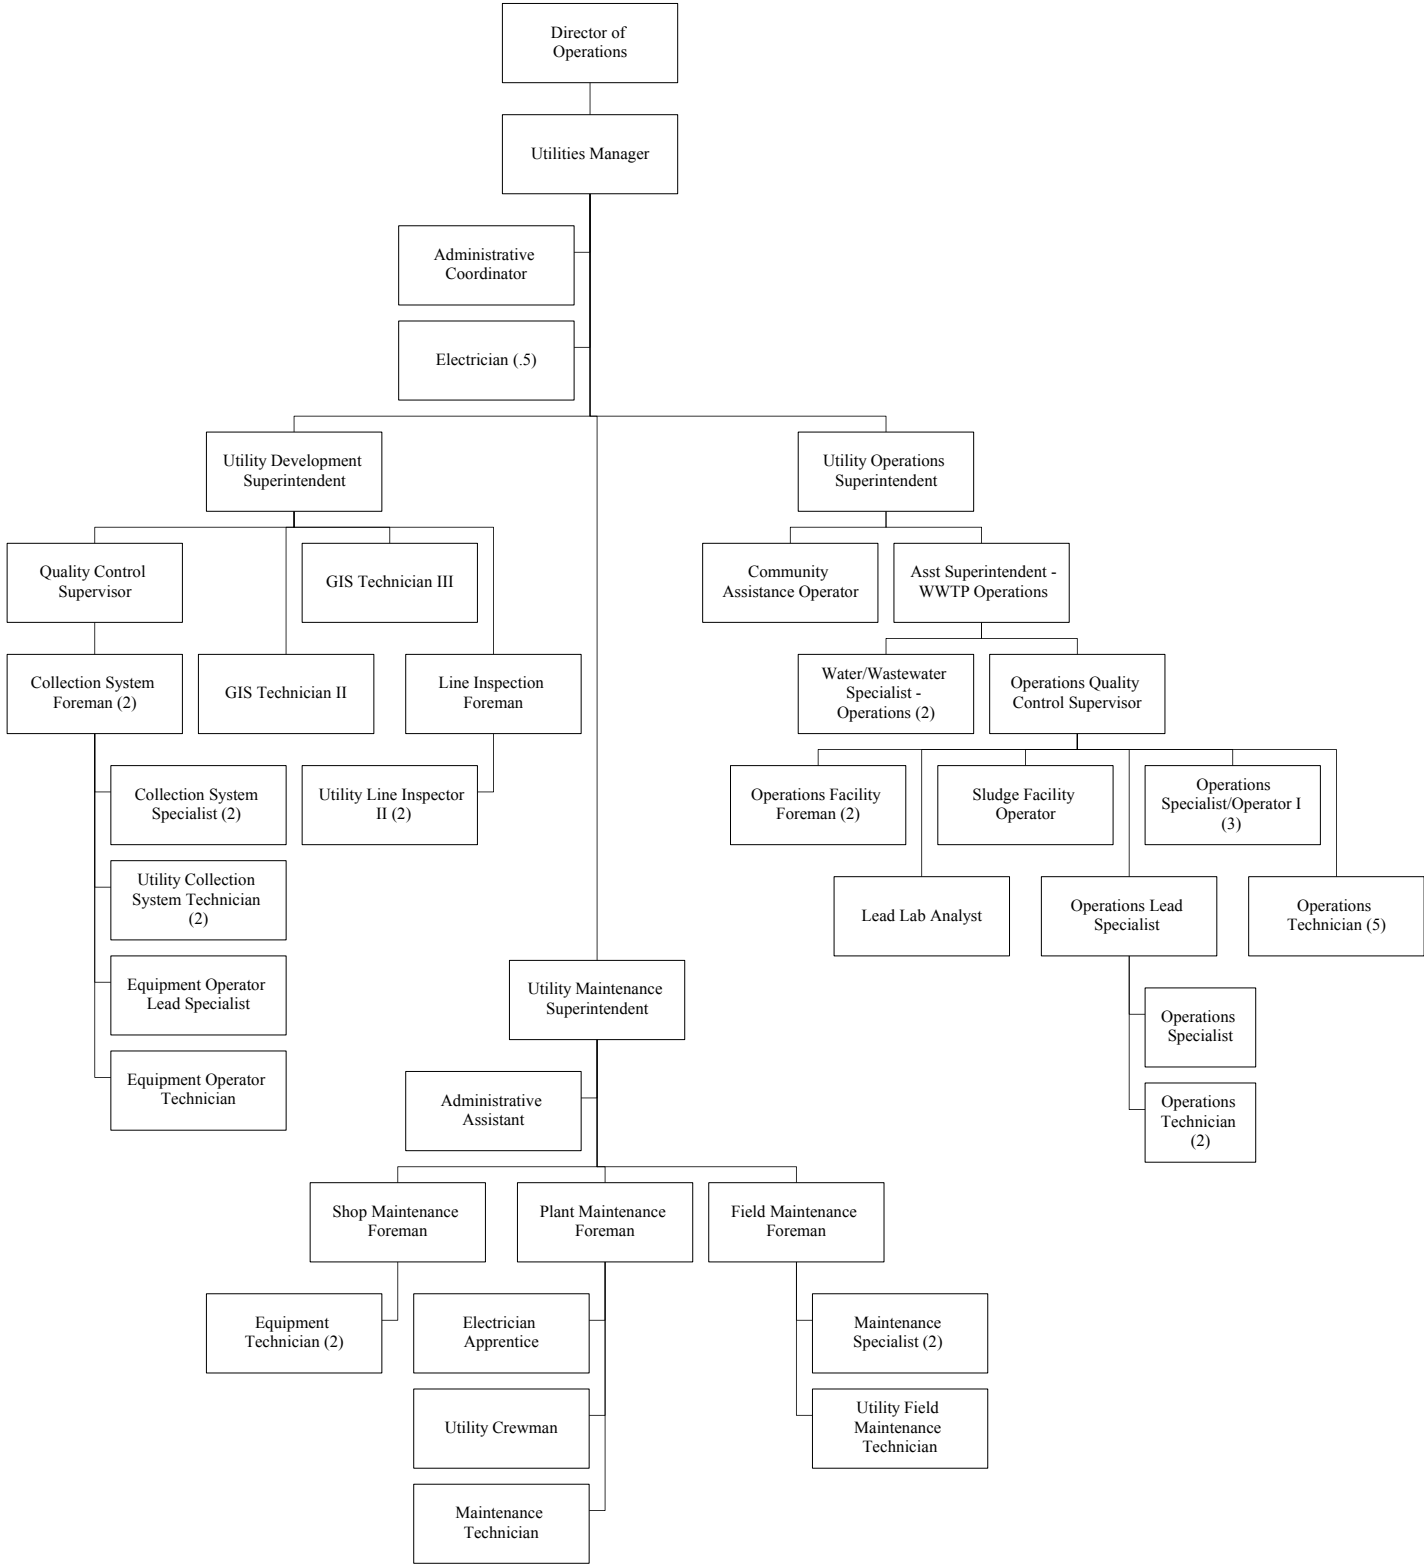 Director of
Operations
Utilities Manager
Administrative
Coordinator
Electrician (.5)
Utility Development
Superintendent
Utility Operations
Superintendent
Quality Control
Supervisor
GIS Technician III
Community
Assistance Operator
Asst Superintendent -
WWTP Operations
Collection System
Foreman (2)
GIS Technician II
Line Inspection
Foreman
Water/Wastewater
Specialist -
Operations (2)
Operations Quality
Control Supervisor
Collection System
Specialist (2)
Utility Line Inspector
II (2)
Operations Facility
Foreman (2)
Sludge Facility
Operator
Operations
Specialist/Operator I
(3)
Utility Collection
System Technician
(2)
Lead Lab Analyst
Operations Lead
Specialist
Operations
Technician (5)
Equipment Operator
Lead Specialist
Utility Maintenance
Superintendent
Operations
Specialist
Equipment Operator
Technician
Administrative
Assistant
Operations
Technician
(2)
Shop Maintenance
Foreman
Plant Maintenance
Foreman
Field Maintenance
Foreman
Equipment
Technician (2)
Electrician
Apprentice
Maintenance
Specialist (2)
Utility Crewman
Utility Field
Maintenance
Technician
Maintenance
Technician